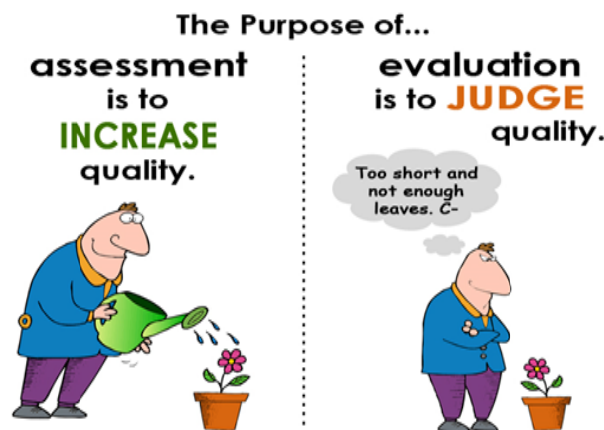 The Purpose of...
assessment
is to
INCREASE
quality.
evaluation
is to JUDGE
quality.
Too short and
not enough
leaves. C-